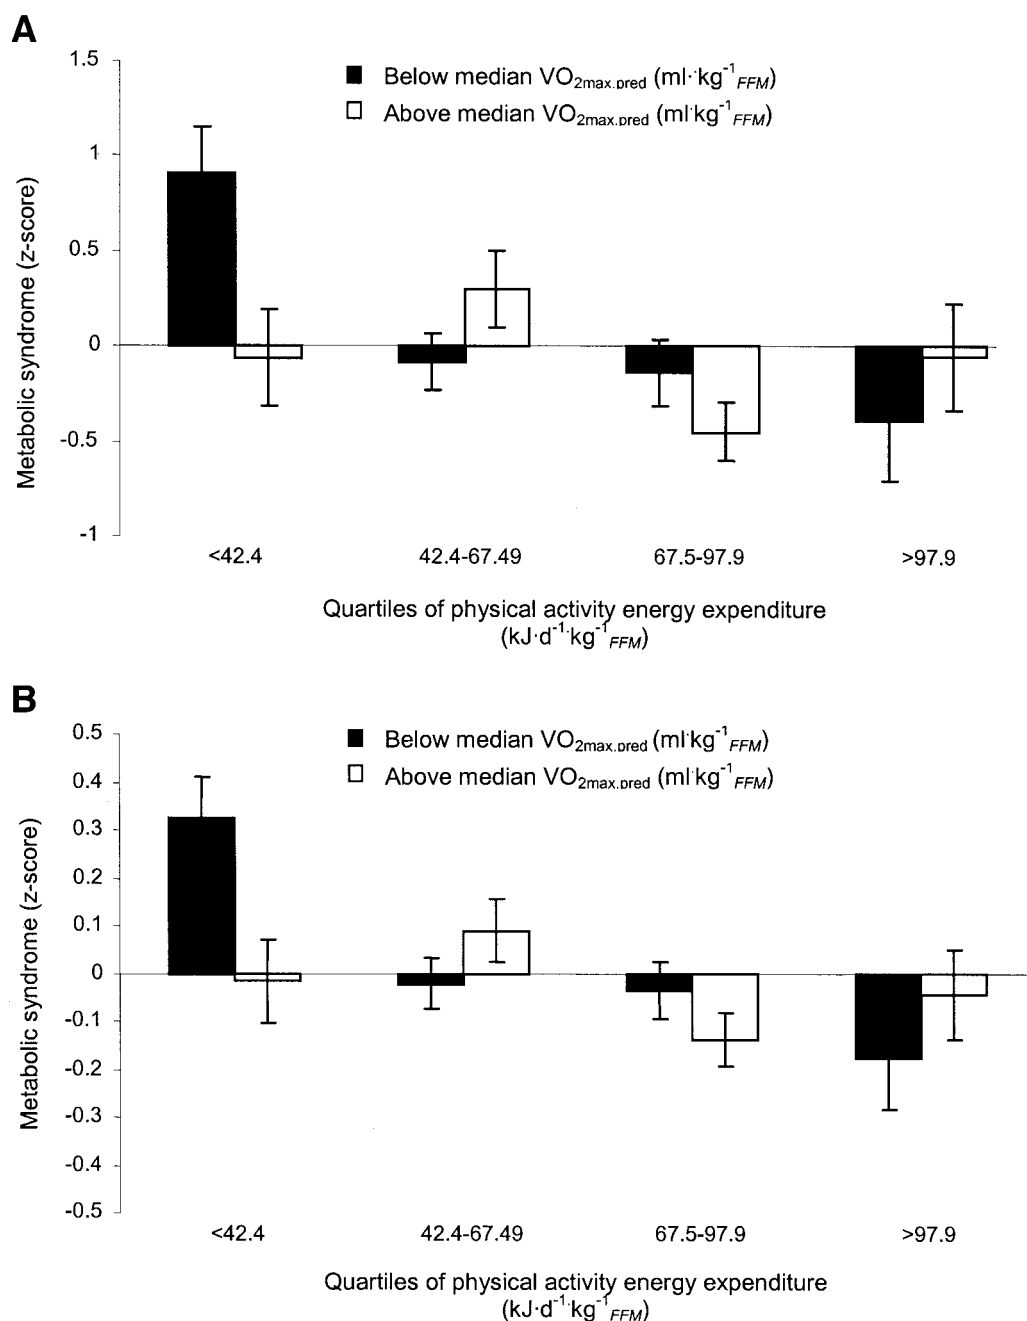 A
1.5
1
0.5
0
-0.5
-1
Metabolic syndrome (z-score)
Below median VO2max.pred (ml·kg-1FFM)
Above median VO2max.pred (ml·kg-1FFM)
<42.4 42.4-67.49 67.5-97.9 >97.9
Quartiles of physical activity energy expenditure
(kJ·d-1·kg-1FFM)
B
0.5
0.4
0.3
0.2
0.1
0
-0.1
-0.2
-0.3
-0.4
-0.5
Metabolic syndrome (z-score)
Below median VO2max.pred (ml·kg-1FFM)
Above median VO2max.pred (ml·kg-1FFM)
<42.4 42.4-67.49 67.5-97.9 >97.9
Quartiles of physical activity energy expenditure
(kJ·d-1·kg-1FFM)